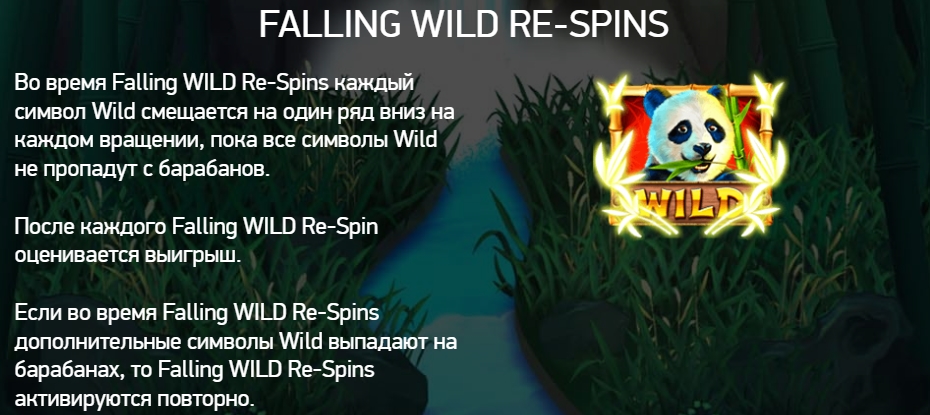 FALLING WILD RE-SPINS
Во время Falling WILD Re-Spins каждый
символ Wild смещается на один ряд вниз на
каждом вращении, пока все символы Wild
не пропадут с барабанов.
После каждого Falling WILD Re-Spin
оценивается выигрыш.
Если во время Falling WILD Re-Spins
дополнительные символы Wild выпадают на
барабанах, то Falling WILD Re-Spins
активируются повторно.
WILD